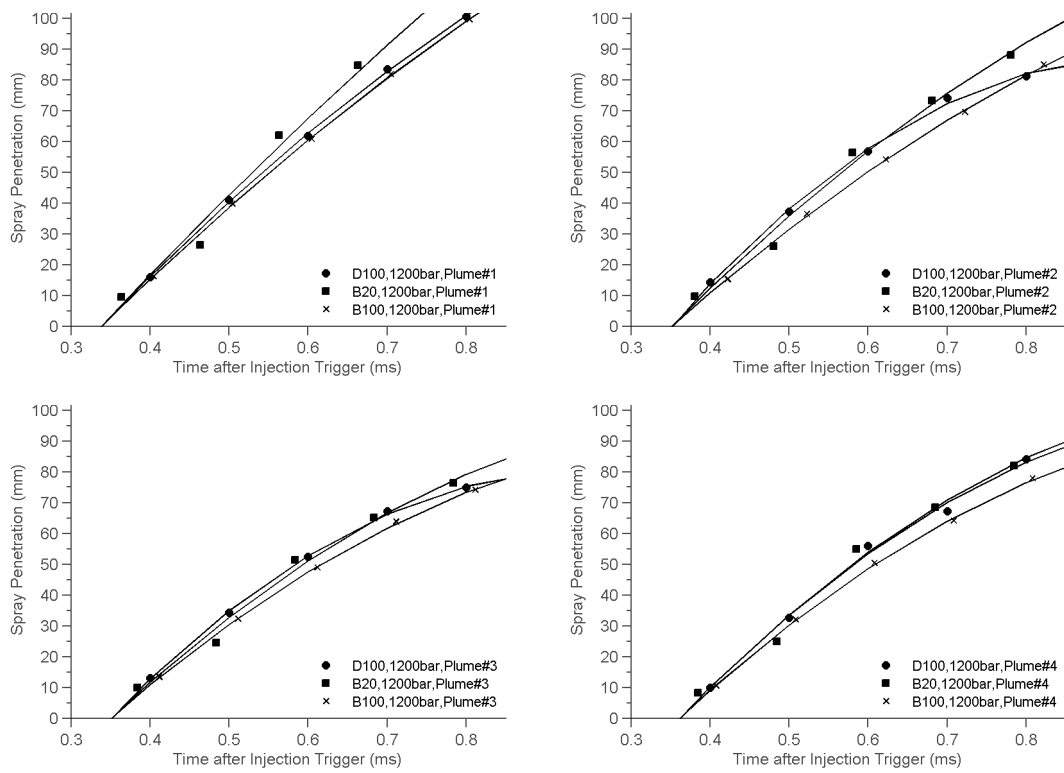 100
90
80
70
60
50
40
30
20
10
0
Spray Penetration (mm)
D100,1200bar,Plume#1
B20,1200bar,Plume#1
B100,1200bar,Plume#1
0.3 0.4 0.5 0.6 0.7 0.8
Time after Injection Trigger (ms)
100
90
80
70
60
50
40
30
20
10
0
Spray Penetration (mm)
D100,1200bar,Plume#2
B20,1200bar,Plume#2
B100,1200bar,Plume#2
0.3 0.4 0.5 0.6 0.7 0.8
Time after Injection Trigger (ms)
100
90
80
70
60
50
40
30
20
10
0
Spray Penetration (mm)
D100,1200bar,Plume#3
B20,1200bar,Plume#3
B100,1200bar,Plume#3
0.3 0.4 0.5 0.6 0.7 0.8
Time after Injection Trigger (ms)
100
90
80
70
60
50
40
30
20
10
0
Spray Penetration (mm)
D100,1200bar,Plume#4
B20,1200bar,Plume#4
B100,1200bar,Plume#4
0.3 0.4 0.5 0.6 0.7 0.8
Time after Injection Trigger (ms)